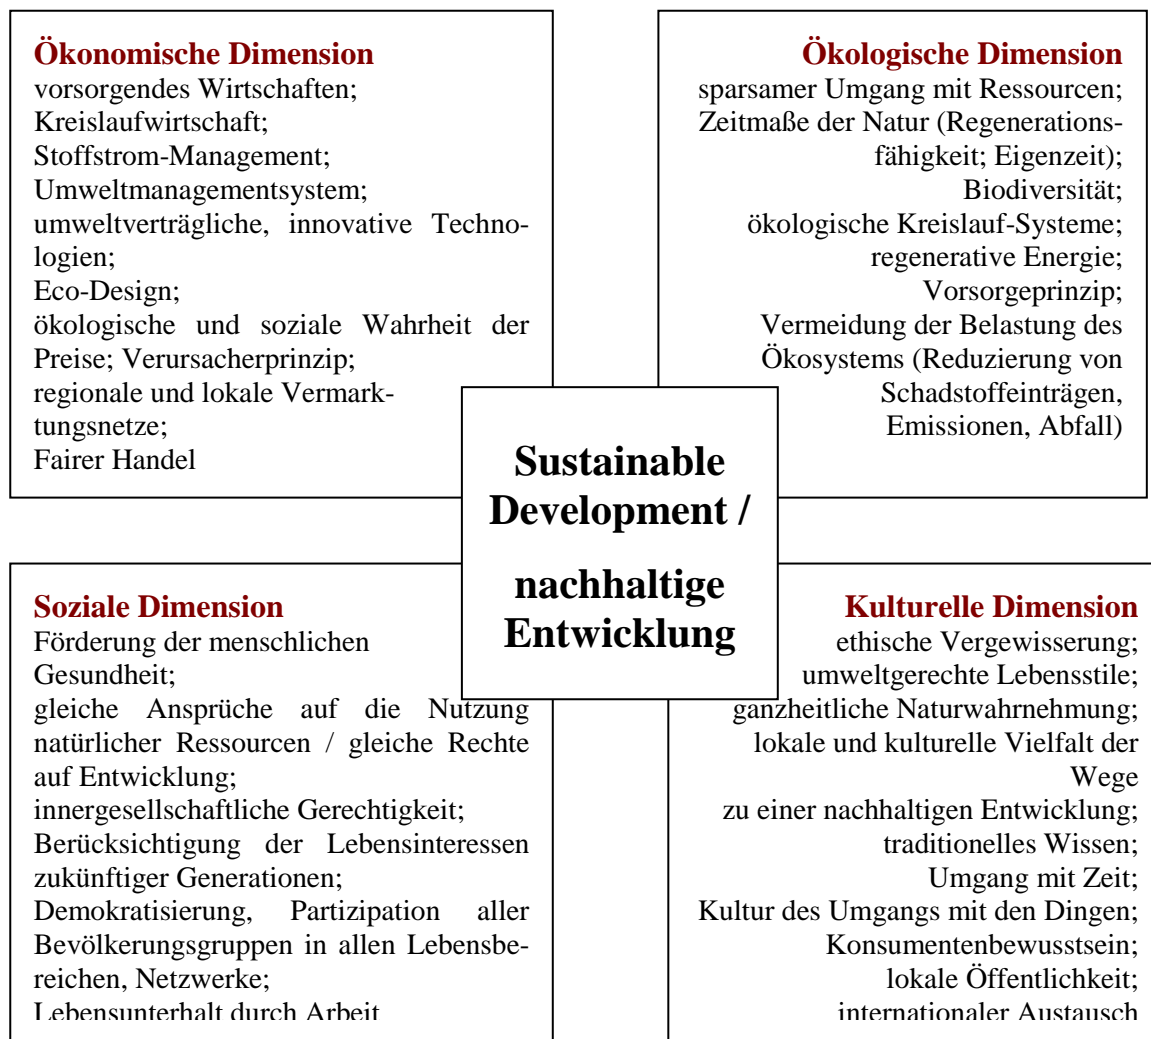 Ökonomische Dimension
vorsorgendes Wirtschaften;
Kreislaufwirtschaft;
Stoffstrom-Management;
Umweltmanagementsystem;
umweltverträgliche, innovative Techno-
logien;
Eco-Design;
ökologische und soziale Wahrheit der
Preise; Verursacherprinzip;
regionale und lokale Vermark-
tungsnetze;
Fairer Handel
Ökologische Dimension
sparsamer Umgang mit Ressourcen;
Zeitmaße der Natur (Regenerations-
fähigkeit; Eigenzeit);
Biodiversität;
ökologische Kreislauf-Systeme;
regenerative Energie;
Vorsorgeprinzip;
Vermeidung der Belastung des
Ökosystems (Reduzierung von
Schadstoffeinträgen,
Emissionen, Abfall)
Sustainable
Development /
nachhaltige
Entwicklung
Soziale Dimension
Förderung der menschlichen
Gesundheit;
gleiche Ansprüche auf die Nutzung
natürlicher Ressourcen / gleiche Rechte
auf Entwicklung;
innergesellschaftliche Gerechtigkeit;
Berücksichtigung der Lebensinteressen
zukünftiger Generationen;
Demokratisierung, Partizipation aller
Bevölkerungsgruppen in allen Lebensbe-
reichen, Netzwerke;
Lebensunterhalt durch Arbeit
Kulturelle Dimension
ethische Vergewisserung;
umweltgerechte Lebensstile;
ganzheitliche Naturwahrnehmung;
lokale und kulturelle Vielfalt der
Wege
zu einer nachhaltigen Entwicklung;
traditionelles Wissen;
Umgang mit Zeit;
Kultur des Umgangs mit den Dingen;
Konsumentenbewusstsein;
lokale Öffentlichkeit;
internationaler Austausch